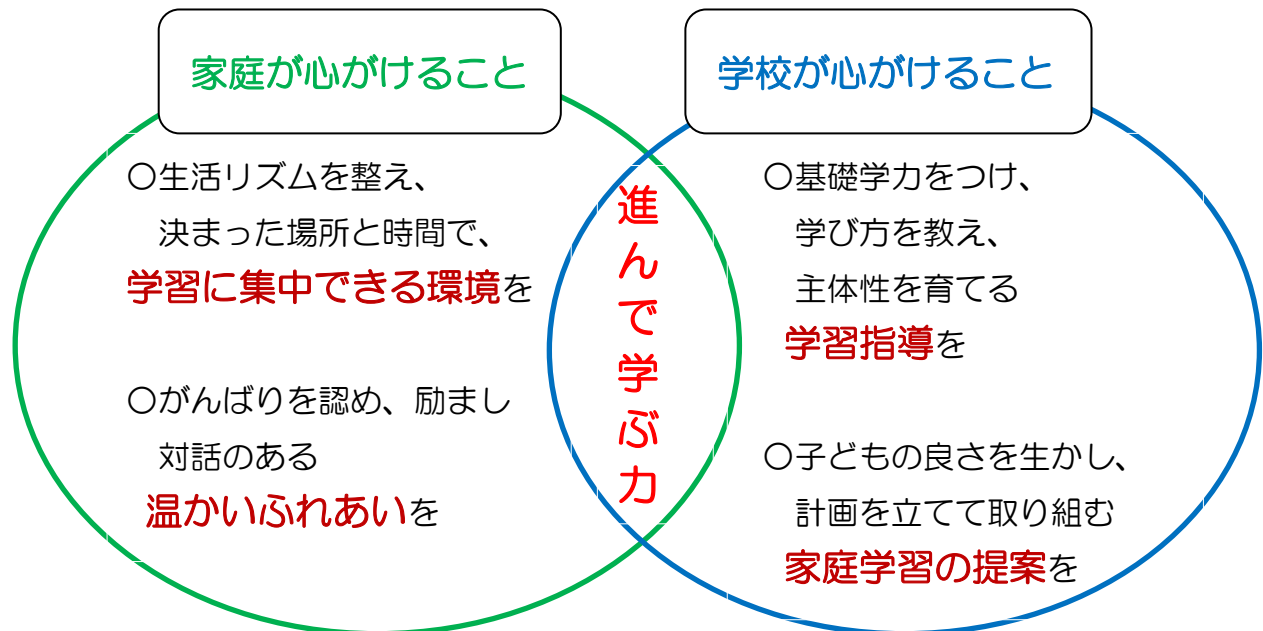 家庭が心がけること
〇生活リズムを整え、
決まった場所と時間で、
学習に集中できる環境を
〇がんばりを認め、励まし
対話のある
温かいふれあいを
進んで学ぶ力
学校が心がけること
〇基礎学力をつけ、
学び方を教え、
主体性を育てる
学習指導を
〇子どもの良さを生かし、
計画を立てて取り組む
家庭学習の提案を